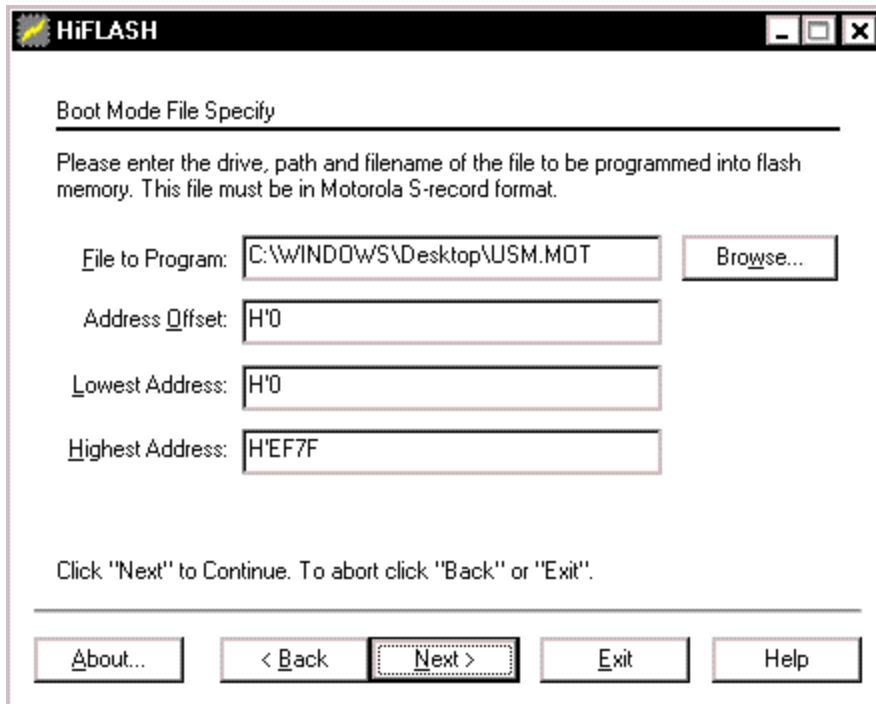 HiFLASH
Boot Mode File Specify
Please enter the drive, path and filename of the file to be programmed into flash
memory. This file must be in Motorola S-record format.
File to Program: C:\WINDOWS\Desktop\USM.MOT Browse...
Address Offset: H'0
Lowest Address: H'0
Highest Address: H'EF7F
Click "Next" to Continue. To abort click "Back" or "Exit".
About... < Back Next > Exit Help